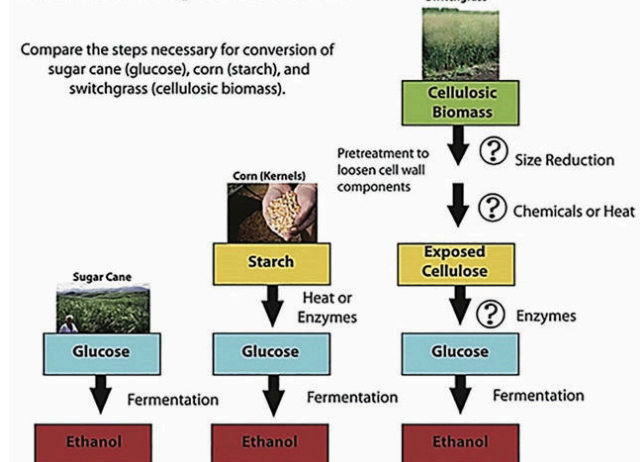 Compare the steps necessary for conversion of
sugar cane (glucose), corn (starch), and
switchgrass (cellulosic biomass).
Cellulosic
Biomass
?
Size Reduction
Pretreatment to
loosen cell wall
components
?
Chemicals or Heat
Corn (Kernels)
Starch
Exposed
Cellulose
Heat or
Enzymes
?
Enzymes
Sugar Cane
Glucose
Glucose
Glucose
Fermentation
Fermentation
Fermentation
Ethanol
Ethanol
Ethanol